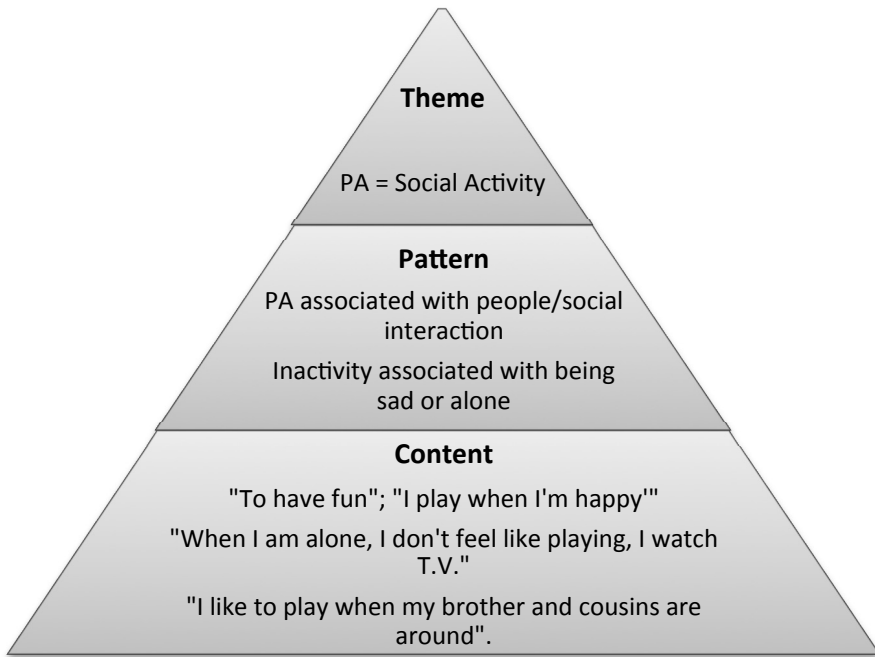 Theme
PA = Social Activity
Pattern
PA associated with people/social
interaction
Inactivity associated with being
sad or alone
Content
"To have fun"; "I play when I'm happy'"
"When I am alone, I don't feel like playing, I watch
T.V."
"I like to play when my brother and cousins are
around".